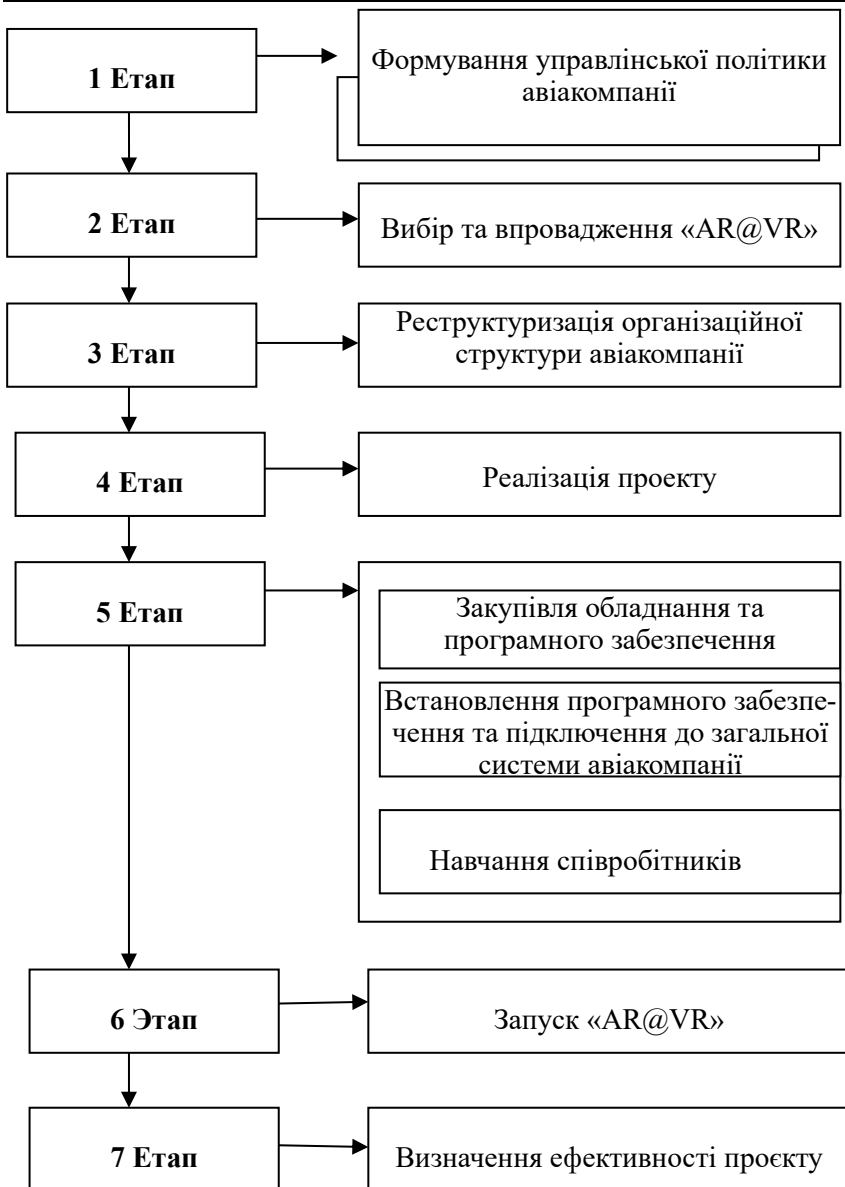 1 Етап
Формування управлінської політики
авіакомпанії
2 Етап
Вибір та впровадження «AR@VR»
3 Етап
Реструктуризація організаційної
структури авіакомпанії
4 Етап
Реалізація проекту
5 Етап
Закупівля обладнання та
програмного забезпечення
Встановлення програмного забезпе-
чення та підключення до загальної
системи авіакомпанії
Навчання співробітників
6 Этап
Запуск «AR@VR»
7 Етап
Визначення ефективності проєкту